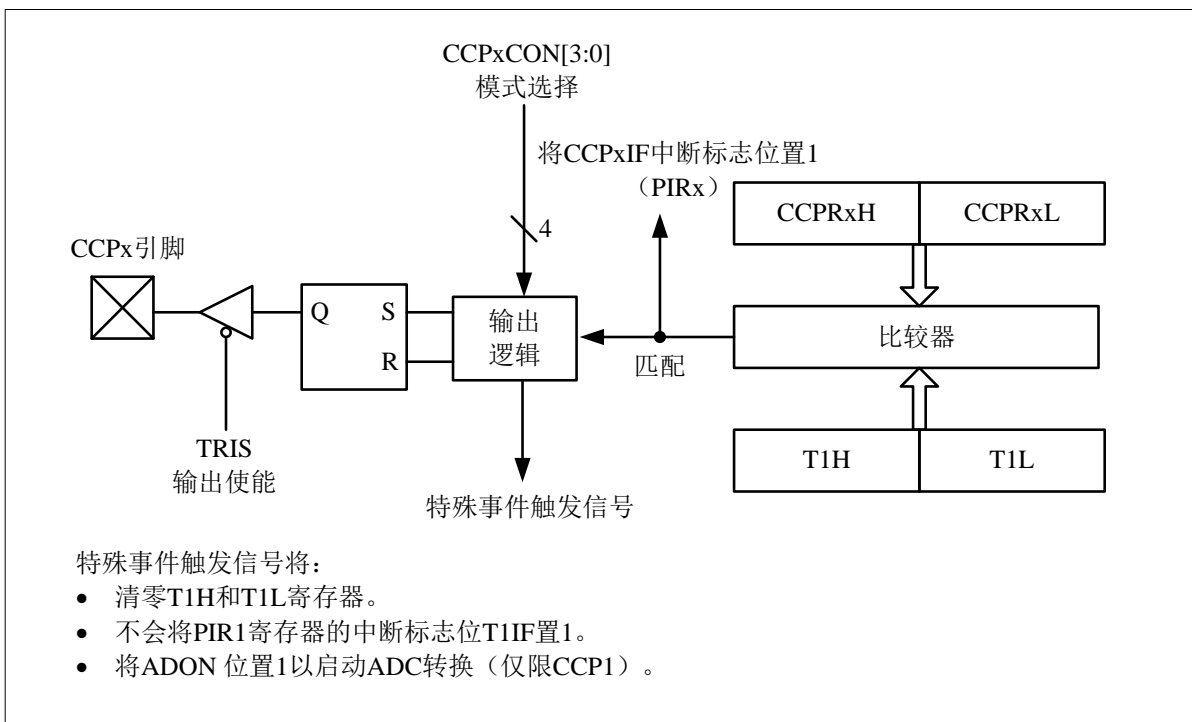 CCPxCON[3:0]
模式选择
将CCPxIF中断标志位置1
（PIRx）
CCPRxH
CCPRxL
4
CCPx引脚
Q
S
R
输出
逻辑
匹配
比较器
TRIS
输出使能
T1H
T1L
特殊事件触发信号
特殊事件触发信号将：
• 清零T1H和T1L寄存器。
• 不会将PIR1寄存器的中断标志位T1IF置1。
• 将ADON 位置1以启动ADC转换（仅限CCP1）。